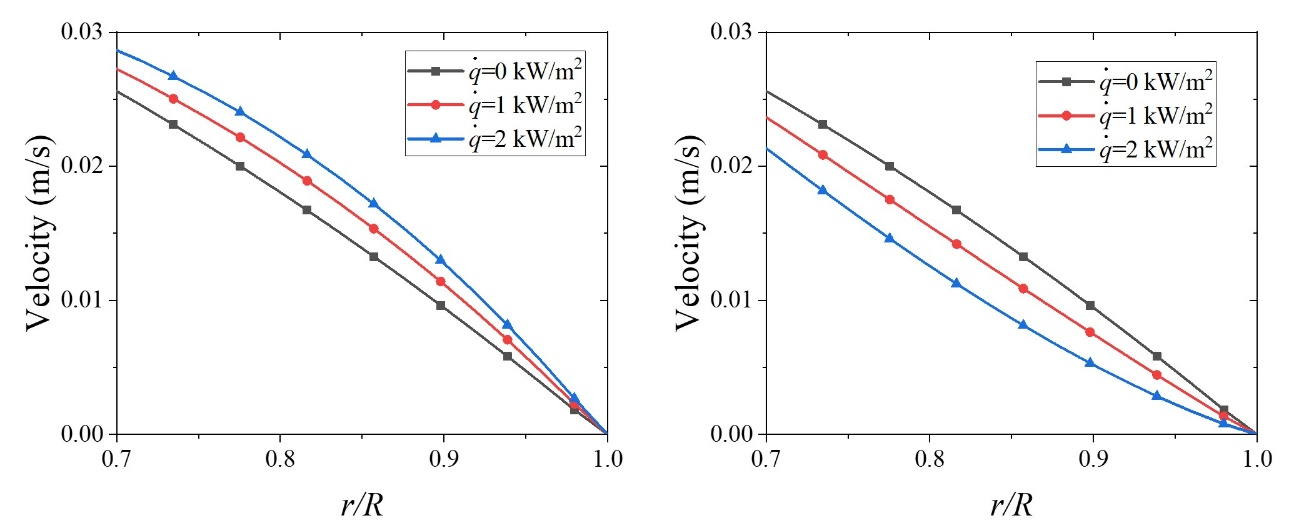 0.03
0.02
0.01
0.00
Velocity (m/s)
q̇=0 kW/m²
q̇=1 kW/m²
q̇=2 kW/m²
0.7 0.8 0.9 1.0
r/R
0.03
0.02
0.01
0.00
Velocity (m/s)
q̇=0 kW/m²
q̇=1 kW/m²
q̇=2 kW/m²
0.7 0.8 0.9 1.0
r/R